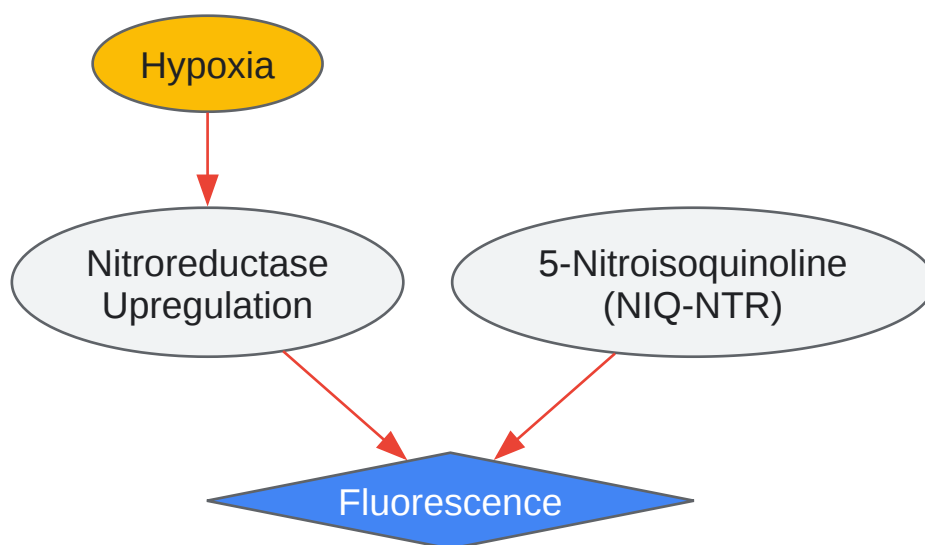 Hypoxia
Nitroreductase
Upregulation
5-Nitroisoquinoline
(NIQ-NTR)
Fluorescence